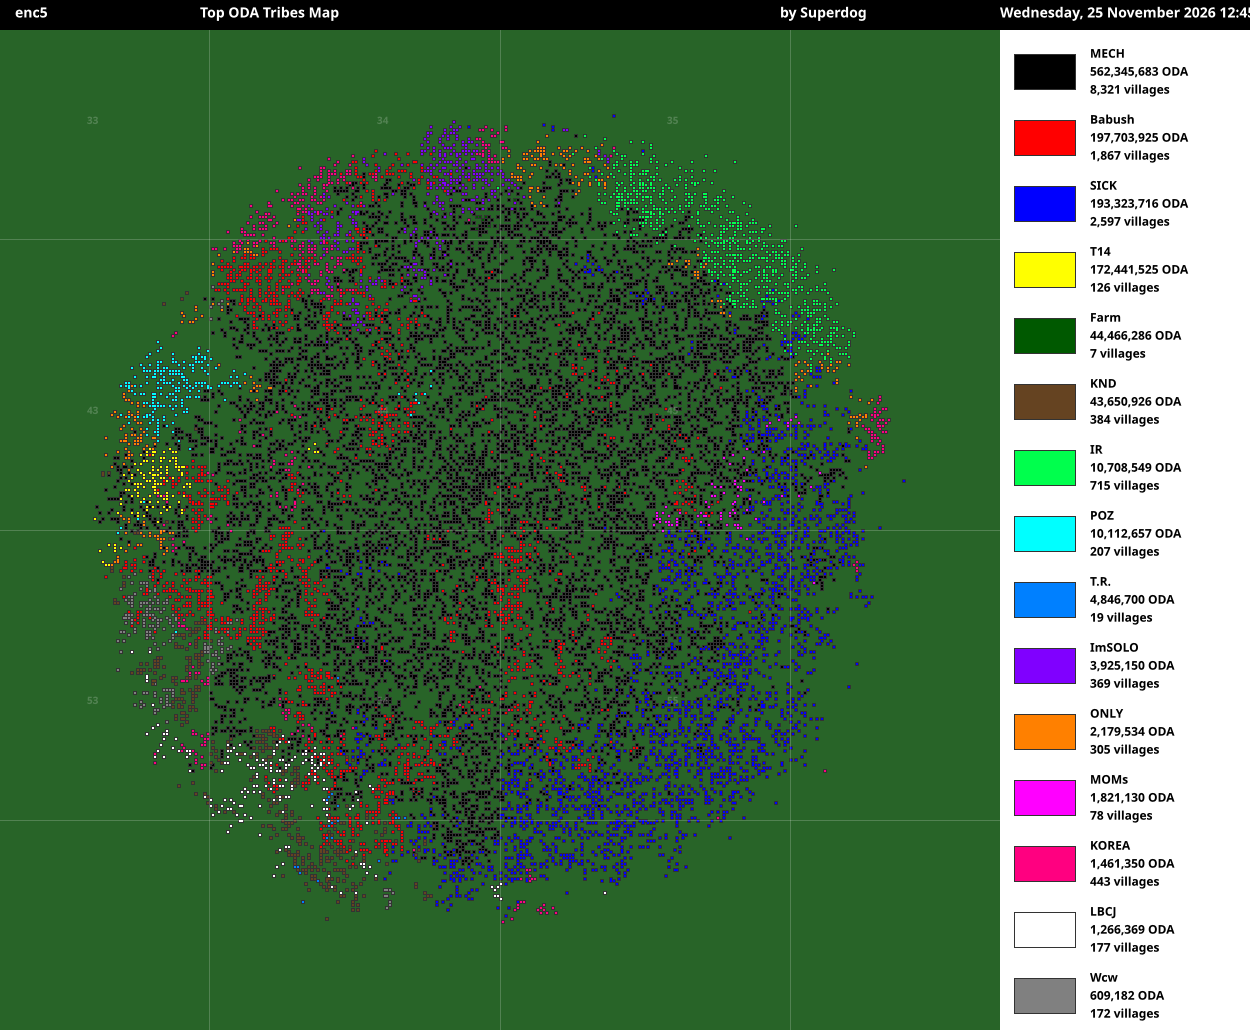 enc5
Top ODA Tribes Map
by Superdog
Wednesday, 25 November 2026 12:45
33
34
35
43
53
MECH
562,345,683 ODA
8,321 villages
Babush
197,703,925 ODA
1,867 villages
SICK
193,323,716 ODA
2,597 villages
T14
172,441,525 ODA
126 villages
Farm
44,466,286 ODA
7 villages
KND
43,650,926 ODA
384 villages
IR
10,708,549 ODA
715 villages
POZ
10,112,657 ODA
207 villages
T.R.
4,846,700 ODA
19 villages
ImSOLO
3,925,150 ODA
369 villages
ONLY
2,179,534 ODA
305 villages
MOMs
1,821,130 ODA
78 villages
KOREA
1,461,350 ODA
443 villages
LBCJ
1,266,369 ODA
177 villages
Wcw
609,182 ODA
172 villages